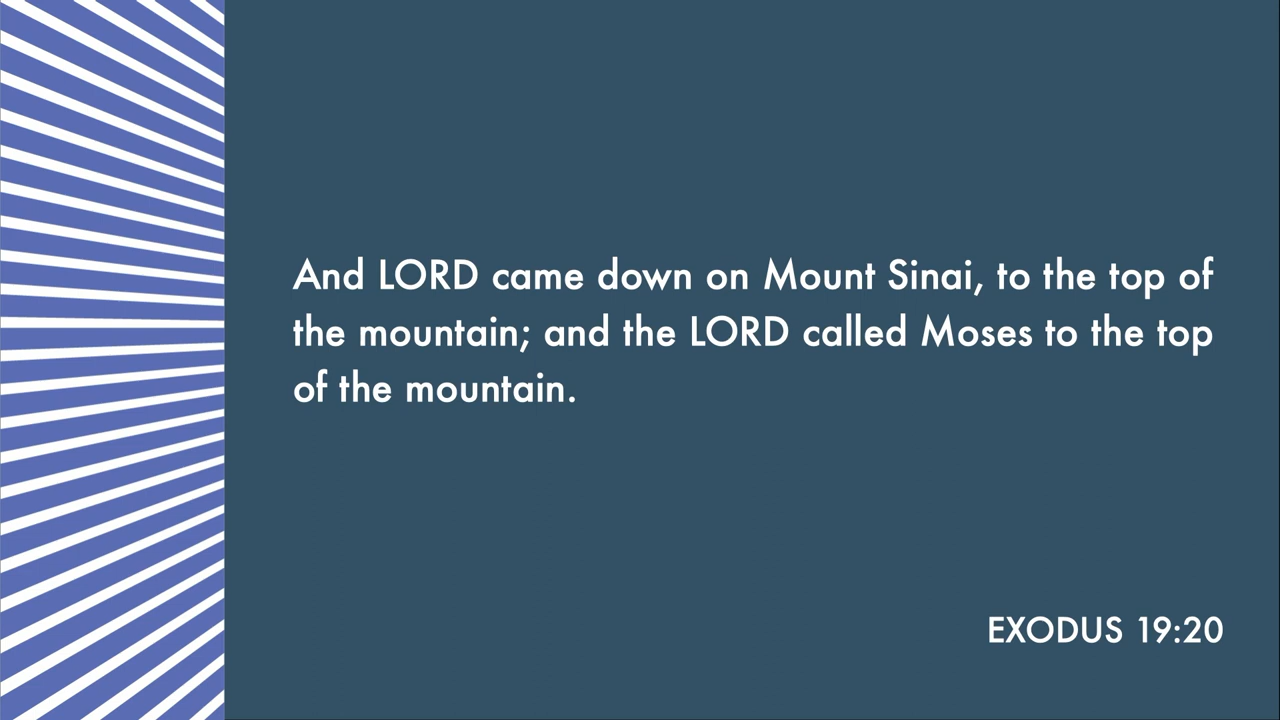 And LORD came down on Mount Sinai, to the top of
the mountain; and the LORD called Moses to the top
of the mountain.
EXODUS 19:20